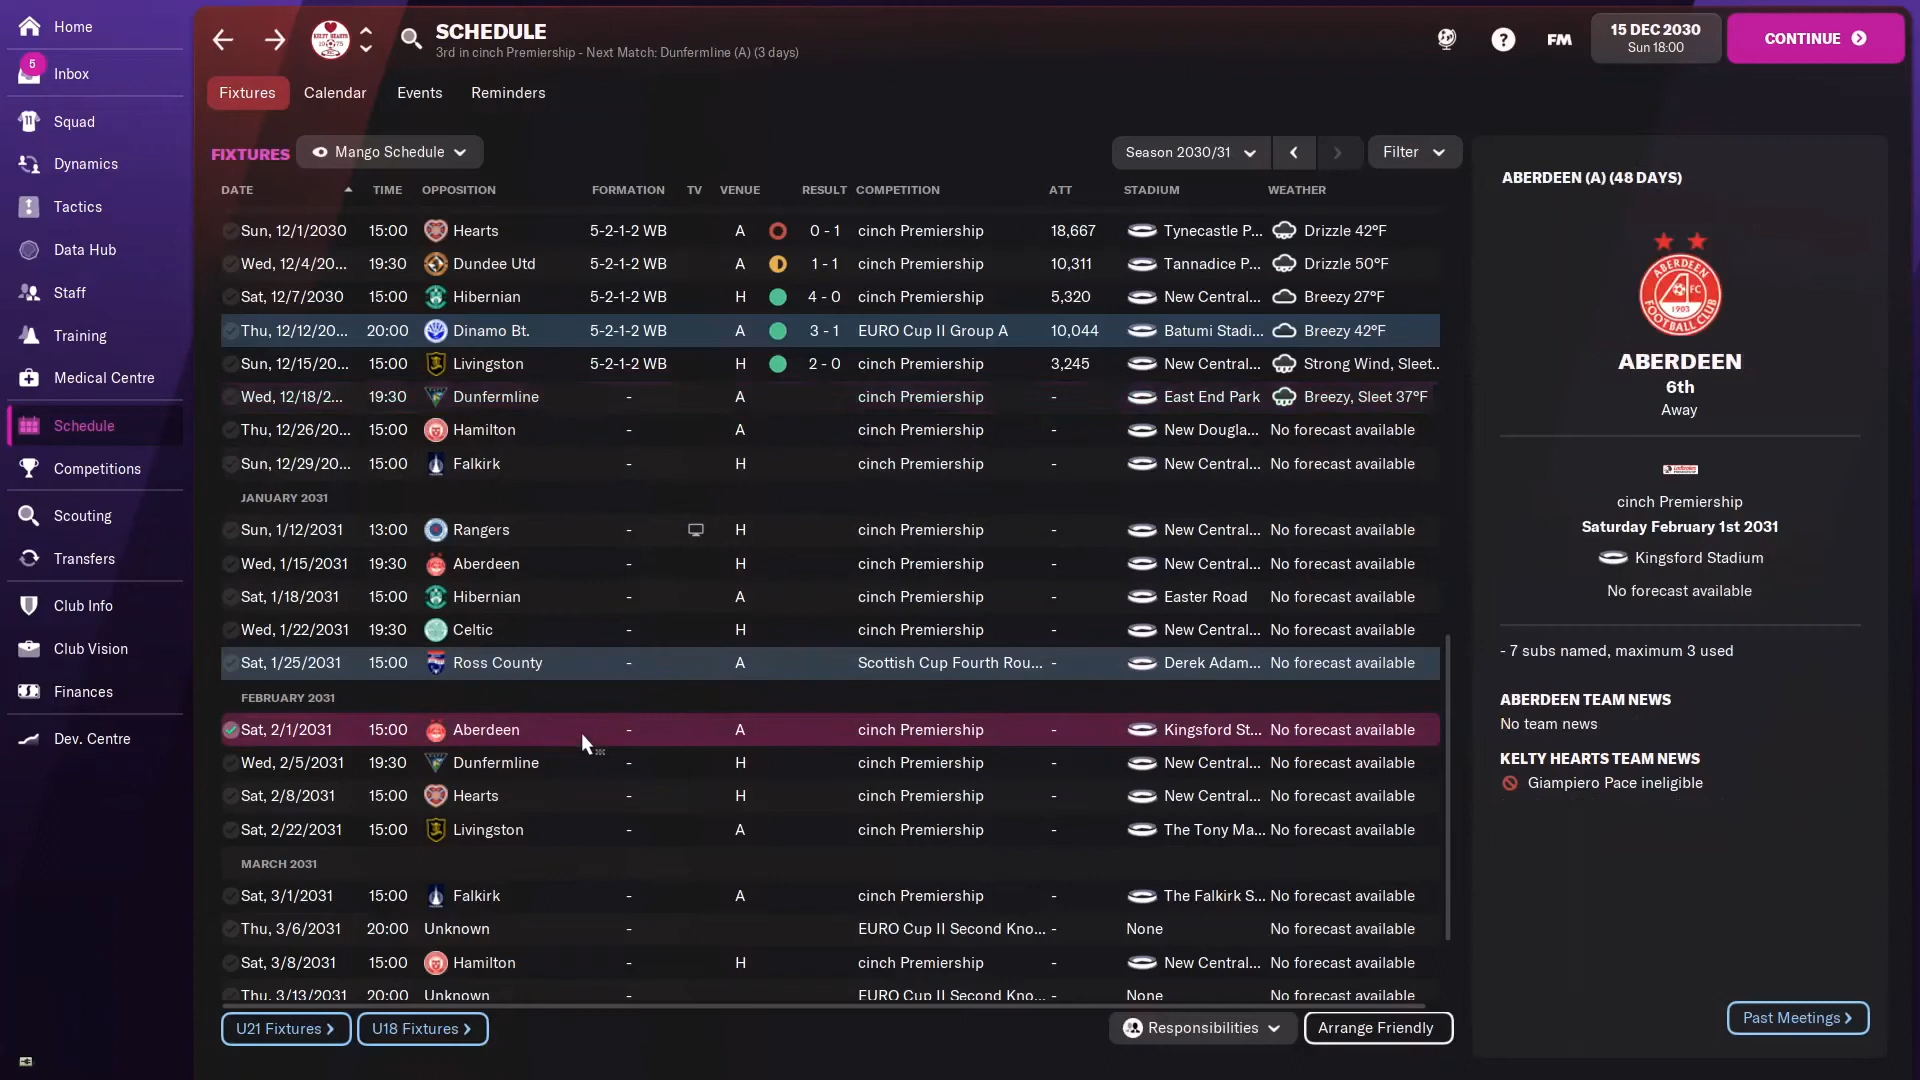 Home
5
Inbox
Squad
Dynamics
Tactics
Data Hub
Staff
Training
Medical Centre
Schedule
Competitions
Scouting
Transfers
Club Info
Club Vision
Finances
Dev. Centre
SCHEDULE
3rd in cinch Premiership - Next Match: Dunfermline (A) (3 days)
? FM
15 DEC 2030
Sun 18:00
CONTINUE
Fixtures Calendar Events Reminders
FIXTURES Mango Schedule Season 2030/31 Filter
DATE TIME OPPOSITION FORMATION TV VENUE RESULT COMPETITION ATT STADIUM WEATHER
Sun, 12/1/2030 15:00 Hearts 5-2-1-2 WB A 0 - 1 cinch Premiership 18,667 Tynecastle P... Drizzle 42°F
Wed, 12/4/20... 19:30 Dundee Utd 5-2-1-2 WB A 1 - 1 cinch Premiership 10,311 Tannadice P... Drizzle 50°F
Sat, 12/7/2030 15:00 Hibernian 5-2-1-2 WB H 4 - 0 cinch Premiership 5,320 New Central... Breezy 27°F
Thu, 12/12/20... 20:00 Dinamo Bt. 5-2-1-2 WB A 3 - 1 EURO Cup II Group A 10,044 Batumi Stadi... Breezy 42°F
Sun, 12/15/20... 15:00 Livingston 5-2-1-2 WB H 2 - 0 cinch Premiership 3,245 New Central... Strong Wind, Sleet..
Wed, 12/18/2... 19:30 Dunfermline - A cinch Premiership - East End Park Breezy, Sleet 37°F
Thu, 12/26/20... 15:00 Hamilton - A cinch Premiership - New Dougla... No forecast available
Sun, 12/29/20... 15:00 Falkirk - H cinch Premiership - New Central... No forecast available
JANUARY 2031
Sun, 1/12/2031 13:00 Rangers - H cinch Premiership - New Central... No forecast available
Wed, 1/15/2031 19:30 Aberdeen - H cinch Premiership - New Central... No forecast available
Sat, 1/18/2031 15:00 Hibernian - A cinch Premiership - Easter Road No forecast available
Wed, 1/22/2031 19:30 Celtic - H cinch Premiership - New Central... No forecast available
Sat, 1/25/2031 15:00 Ross County - A Scottish Cup Fourth Rou... - Derek Adam... No forecast available
FEBRUARY 2031
Sat, 2/1/2031 15:00 Aberdeen - A cinch Premiership - Kingsford St... No forecast available
Wed, 2/5/2031 19:30 Dunfermline - H cinch Premiership - New Central... No forecast available
Sat, 2/8/2031 15:00 Hearts - H cinch Premiership - New Central... No forecast available
Sat, 2/22/2031 15:00 Livingston - A cinch Premiership - The Tony Ma... No forecast available
MARCH 2031
Sat, 3/1/2031 15:00 Falkirk - A cinch Premiership - The Falkirk S... No forecast available
Thu, 3/6/2031 20:00 Unknown - EURO Cup II Second Kno... - None No forecast available
Sat, 3/8/2031 15:00 Hamilton - H cinch Premiership - New Central... No forecast available
Thu, 3/13/2031 20:00 Unknown - EURO Cup II Second Kno... - None No forecast available
U21 Fixtures U18 Fixtures Responsibilities Arrange Friendly
ABERDEEN (A) (48 DAYS)
ABERDEEN
FC
1903
FOOTBALL CLUB
ABERDEEN
6th
Away
cinch Premiership
Saturday February 1st 2031
Kingsford Stadium
No forecast available
- 7 subs named, maximum 3 used
ABERDEEN TEAM NEWS
No team news
KELTY HEARTS TEAM NEWS
Giampiero Pace ineligible
Past Meetings